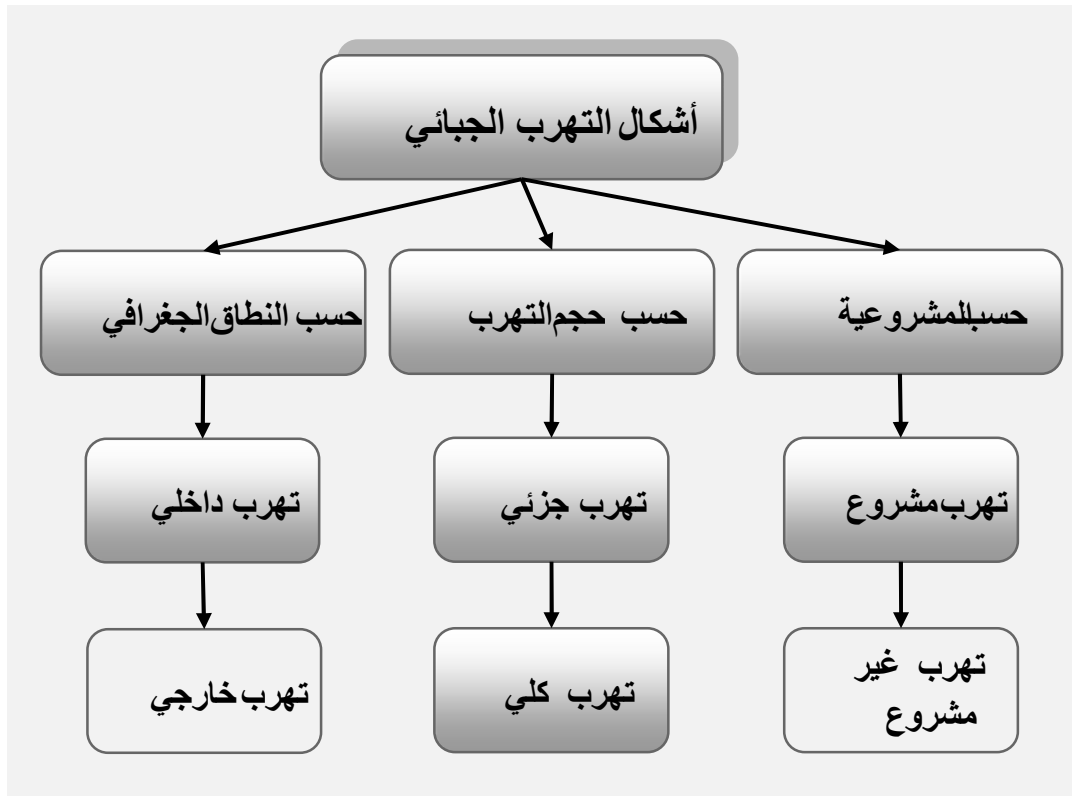 أشكال التهرب الجبائي
حسب المشروعية
حسب حجم التهرب
حسب النطاق الجغرافي
تهرب مشروع
تهرب جزئي
تهرب داخلي
تهرب غير
مشروع
تهرب كلي
تهرب خارجي